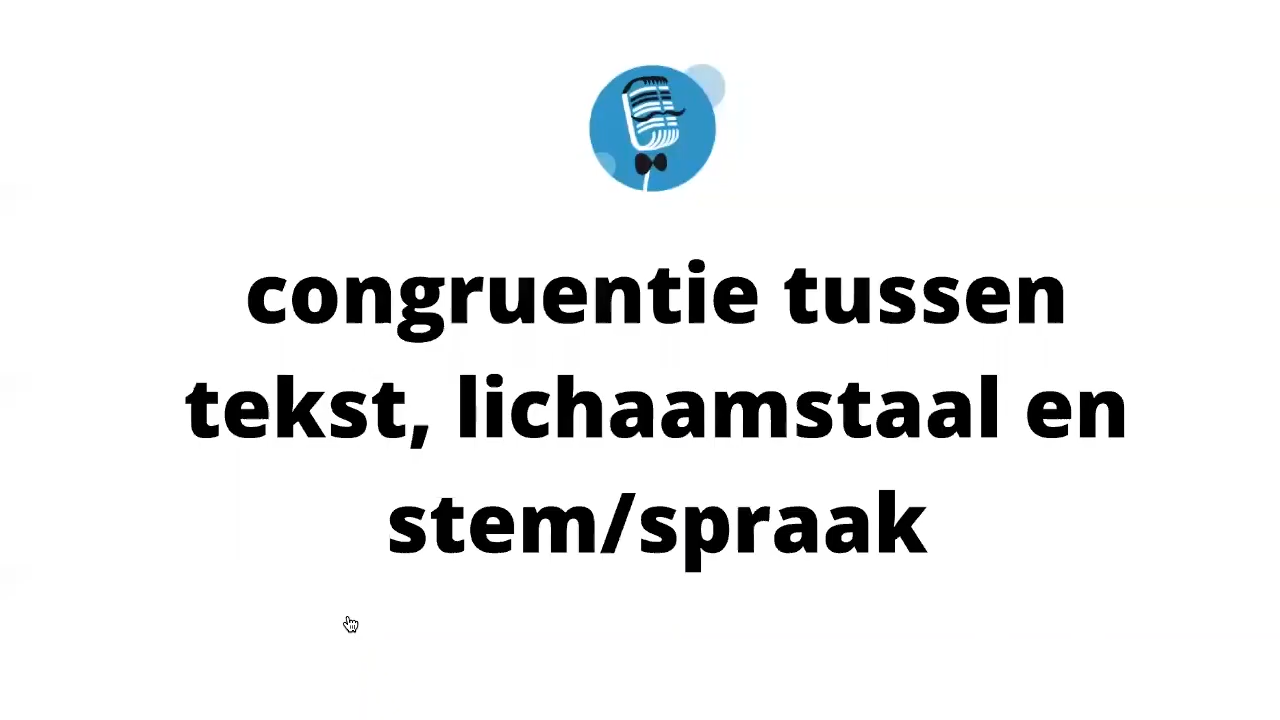 congruentie tussen
tekst, lichaamstaal en
stem/spraak